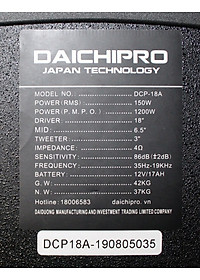 DAICHIPRO
JAPAN TECHNOLOGY
MODEL NO. : DCP-18A
POWER(RMS) : 150W
POWER(P.M.P.O.) : 1200W
DRIVER : 18"
MID : 6.5"
TWEETER : 3"
IMPEDANCE : 4Ω
SENSITIVITY : 86dB (±2dB)
FREQUENCY : 35Hz-19KHz
BATTERY : 12V/17AH
G.W. : 42KG
N.W. : 37KG
Hotline: 18006583 daichipro.vn
DAIDUONG MANUFACTURING AND INVESTMENT TRADING LIMITED COMPANY
DCP18A-190805035